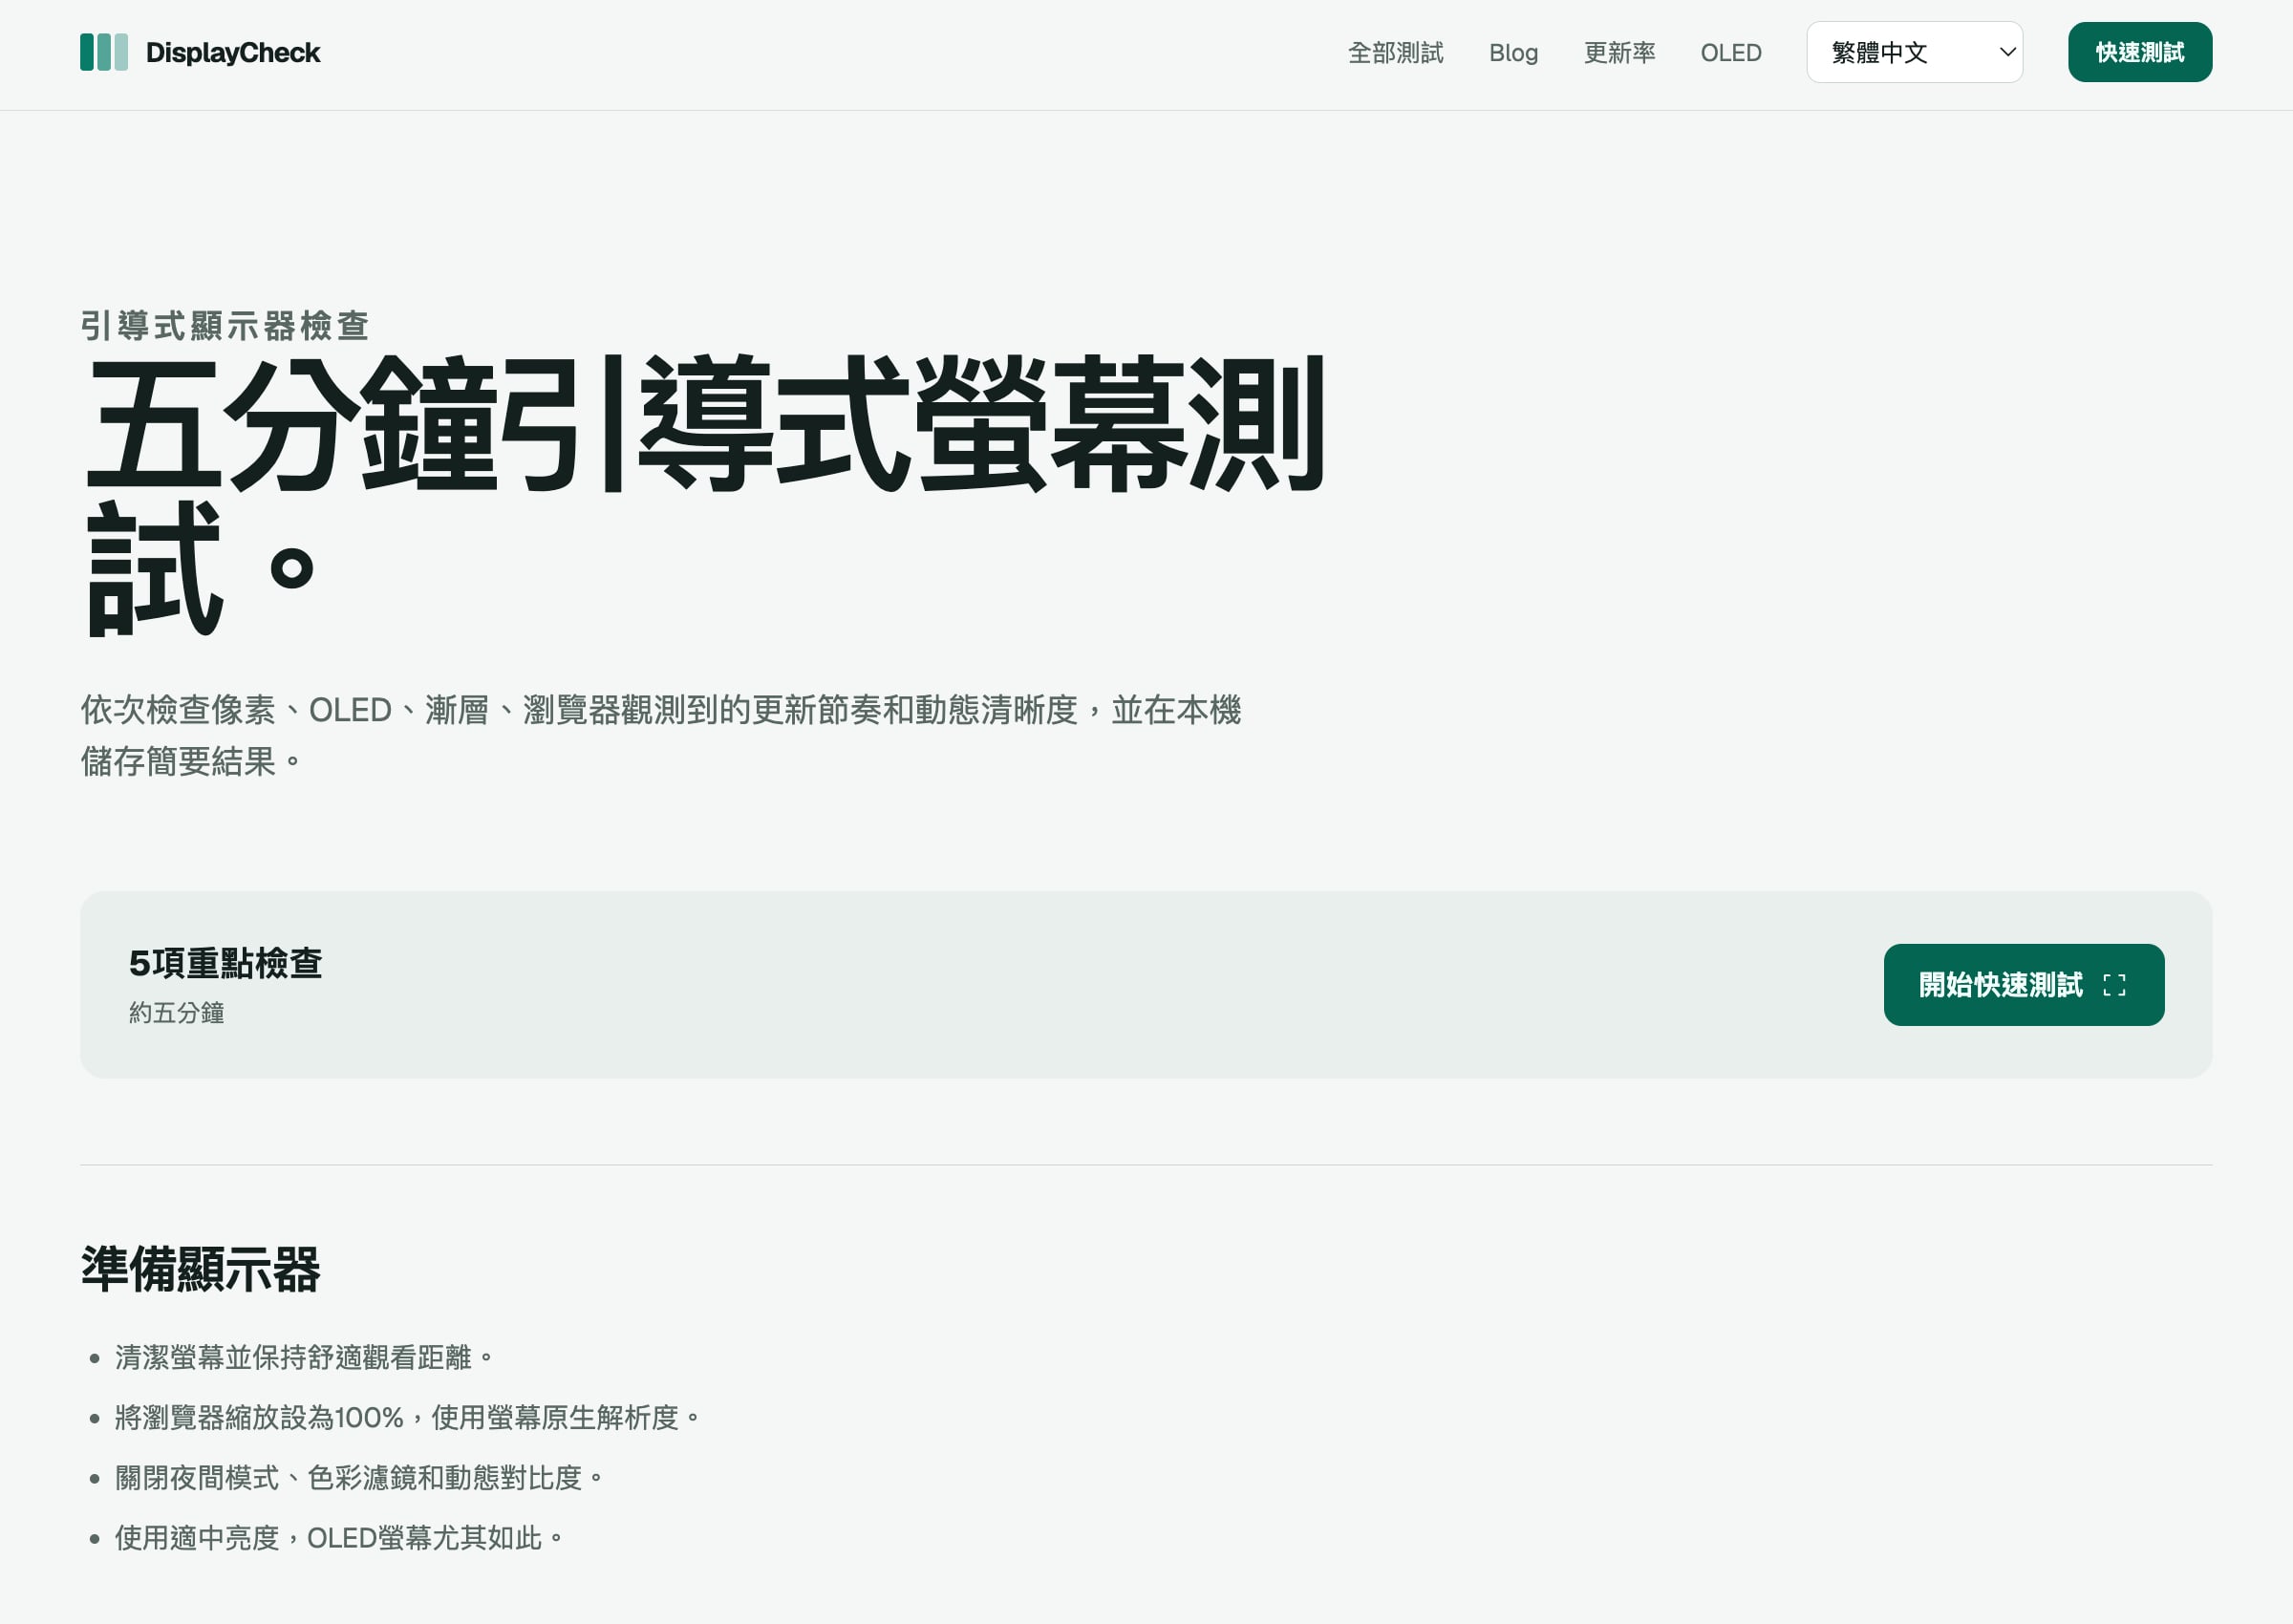 DisplayCheck
全部測試
Blog
更新率
OLED
繁體中文
快速測試
引導式顯示器檢查
五分鐘引導式螢幕測
試。
依次檢查像素、OLED、漸層、瀏覽器觀測到的更新節奏和動態清晰度，並在本機
儲存簡要結果。
5項重點檢查
約五分鐘
開始快速測試
準備顯示器
清潔螢幕並保持舒適觀看距離。
將瀏覽器縮放設為100%，使用螢幕原生解析度。
關閉夜間模式、色彩濾鏡和動態對比度。
使用適中亮度，OLED螢幕尤其如此。